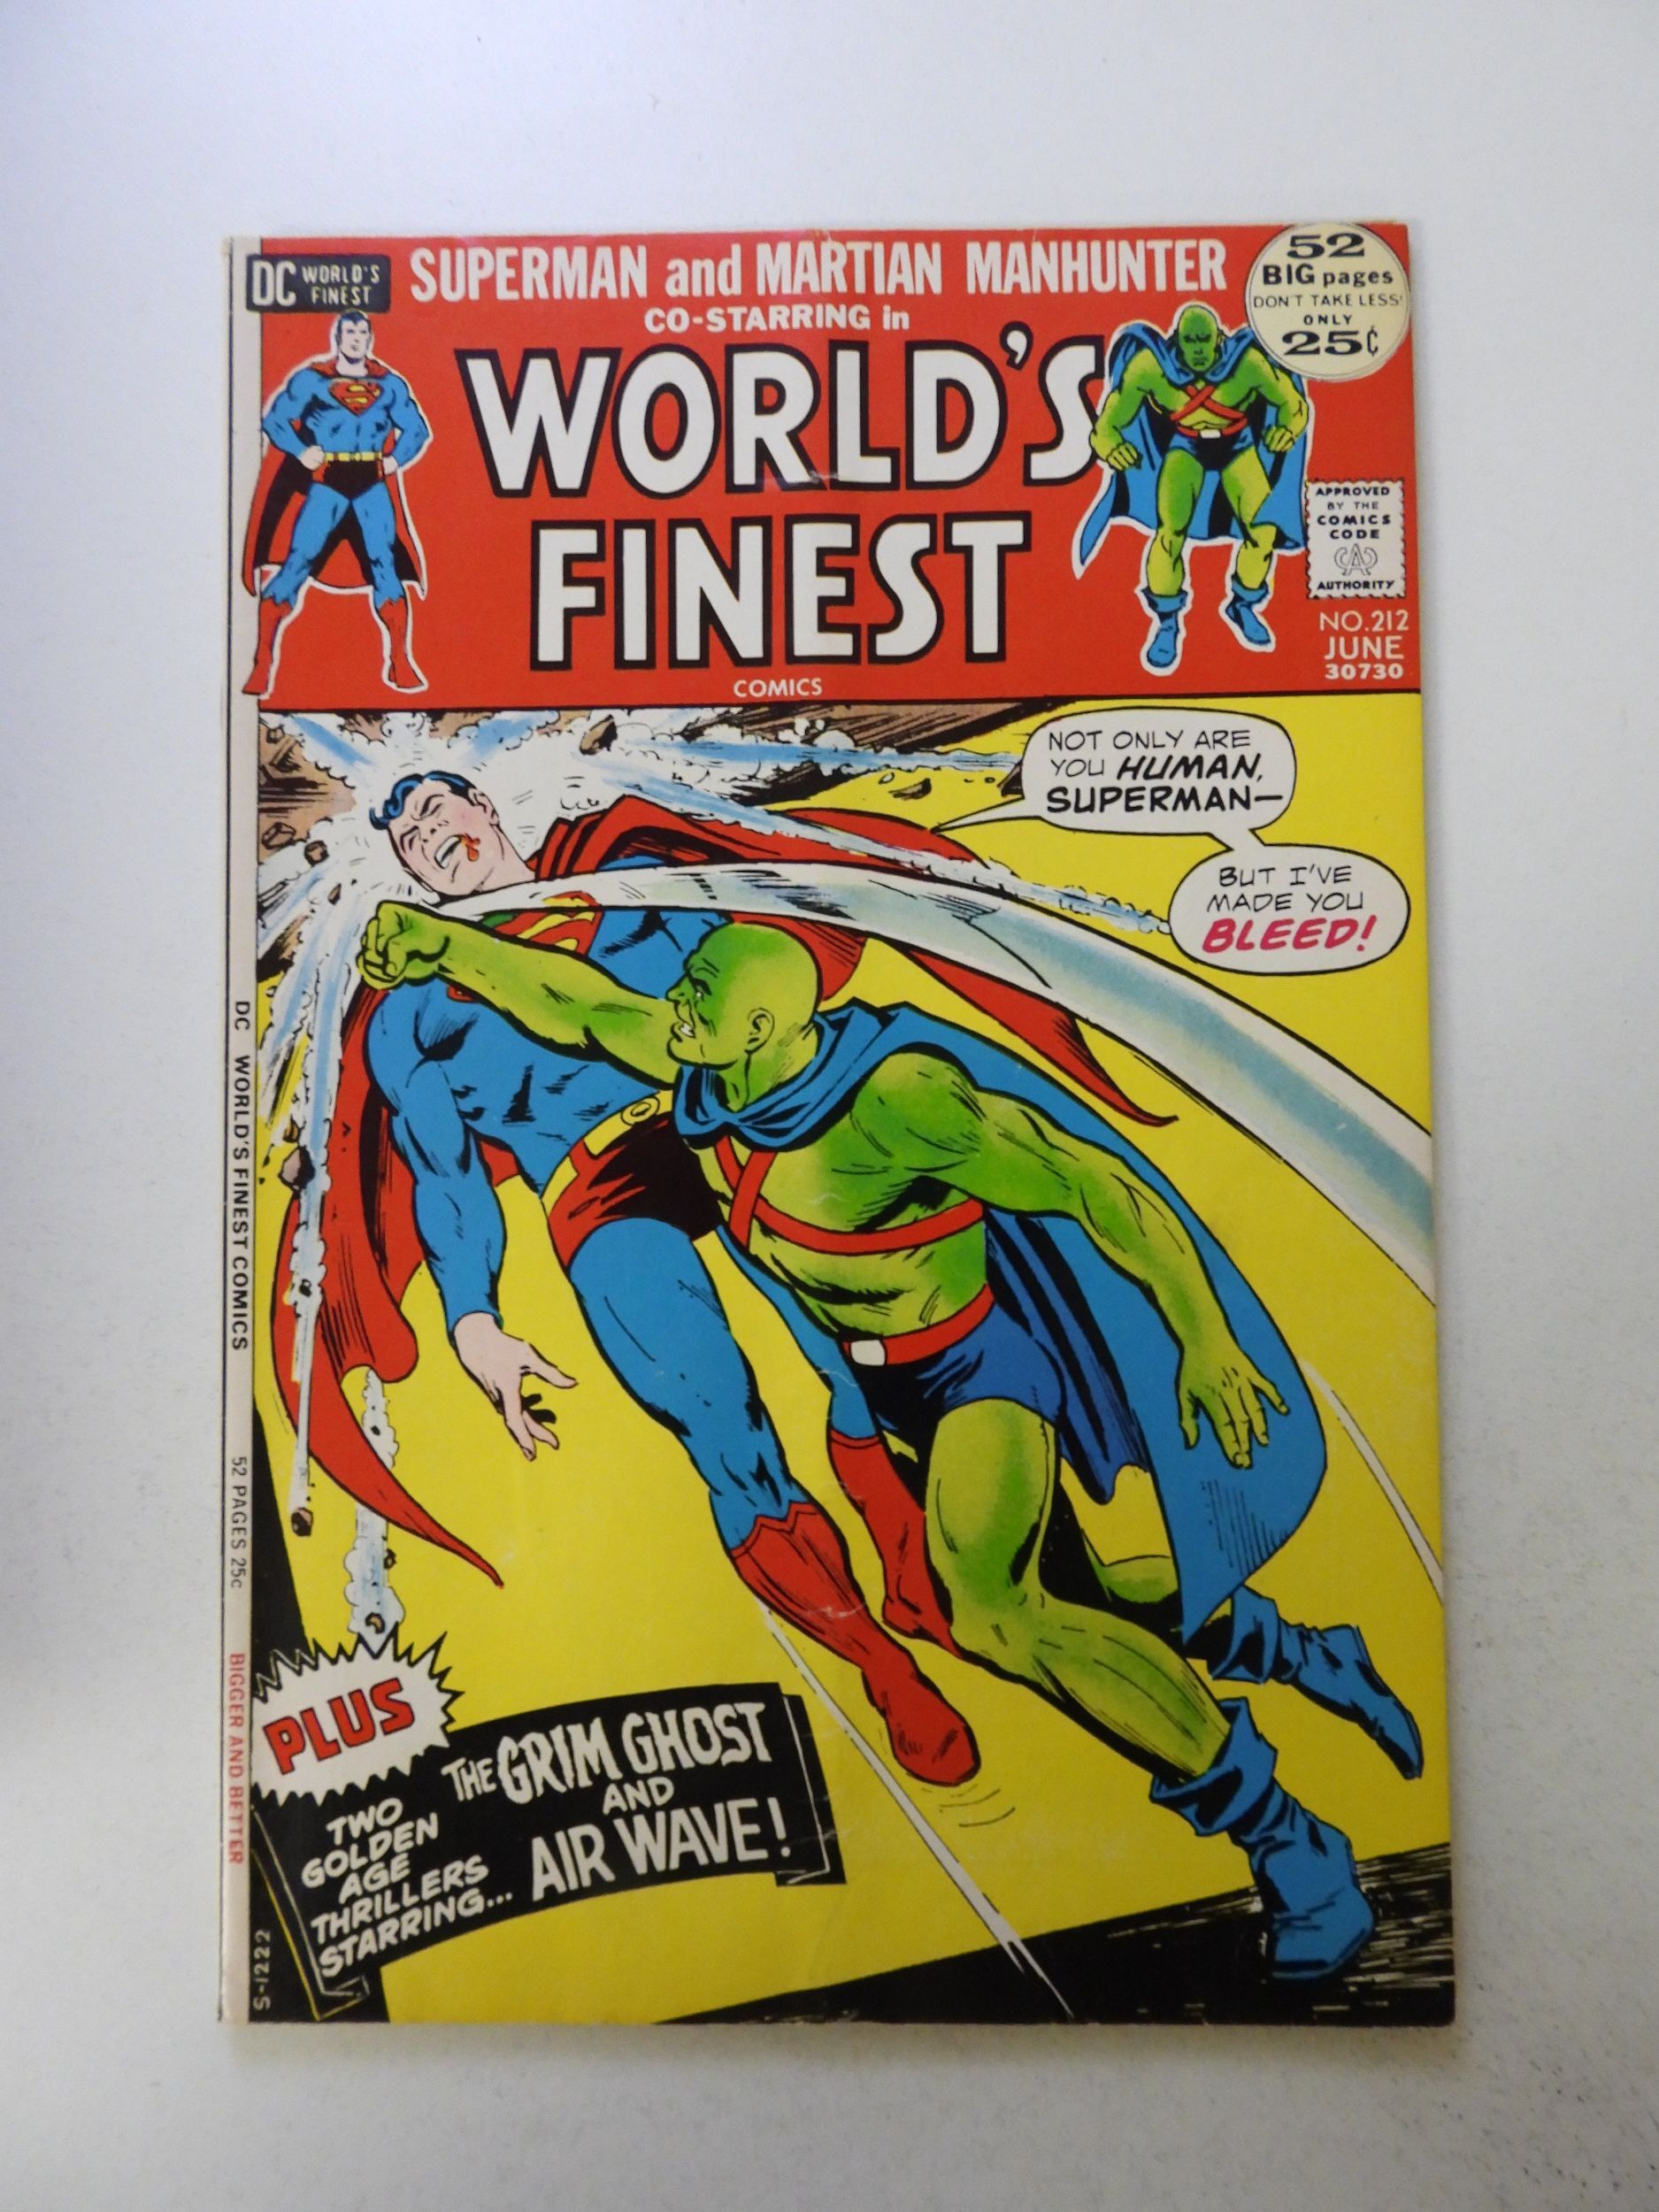 DC WORLD'S
FINEST
SUPERMAN and MARTIAN MANHUNTER
CO-STARRING in
WORLD'S
FINEST
COMICS
52
BIG pages
DON'T TAKE LESS!
ONLY
25¢
APPROVED
BY THE
COMICS
CODE
CA
AUTHORITY
NO.212
JUNE
30730
NOT ONLY ARE
YOU HUMAN,
SUPERMAN—
BUT I'VE
MADE YOU
BLEED!
DC WORLD'S FINEST COMICS 52 PAGES 25c BIGGER AND BETTER
PLUS
TWO
GOLDEN
AGE
THRILLERS
STARRING...
THE GRIM GHOST
AND
AIR WAVE!
S-1222